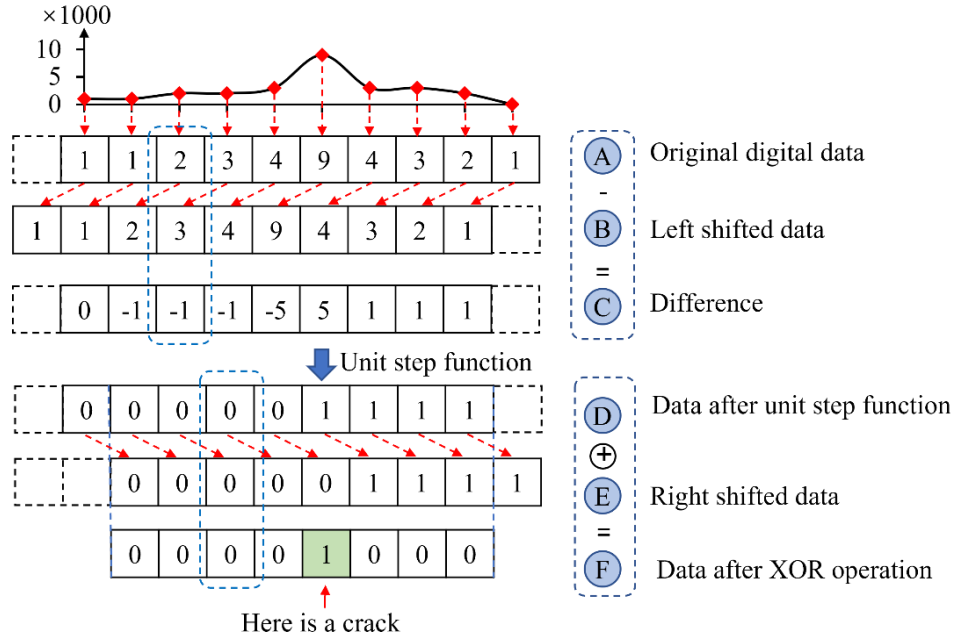 ×1000
10
5
0
1 1 2 3 4 9 4 3 2 1
A Original digital data
-
1 1 2 3 4 9 4 3 2 1
B Left shifted data
=
0 -1 -1 -1 -5 5 1 1 1
C Difference
Unit step function
0 0 0 0 0 1 1 1 1
D Data after unit step function
+
0 0 0 0 0 1 1 1 1
E Right shifted data
=
0 0 0 0 1 0 0 0
F Data after XOR operation
Here is a crack